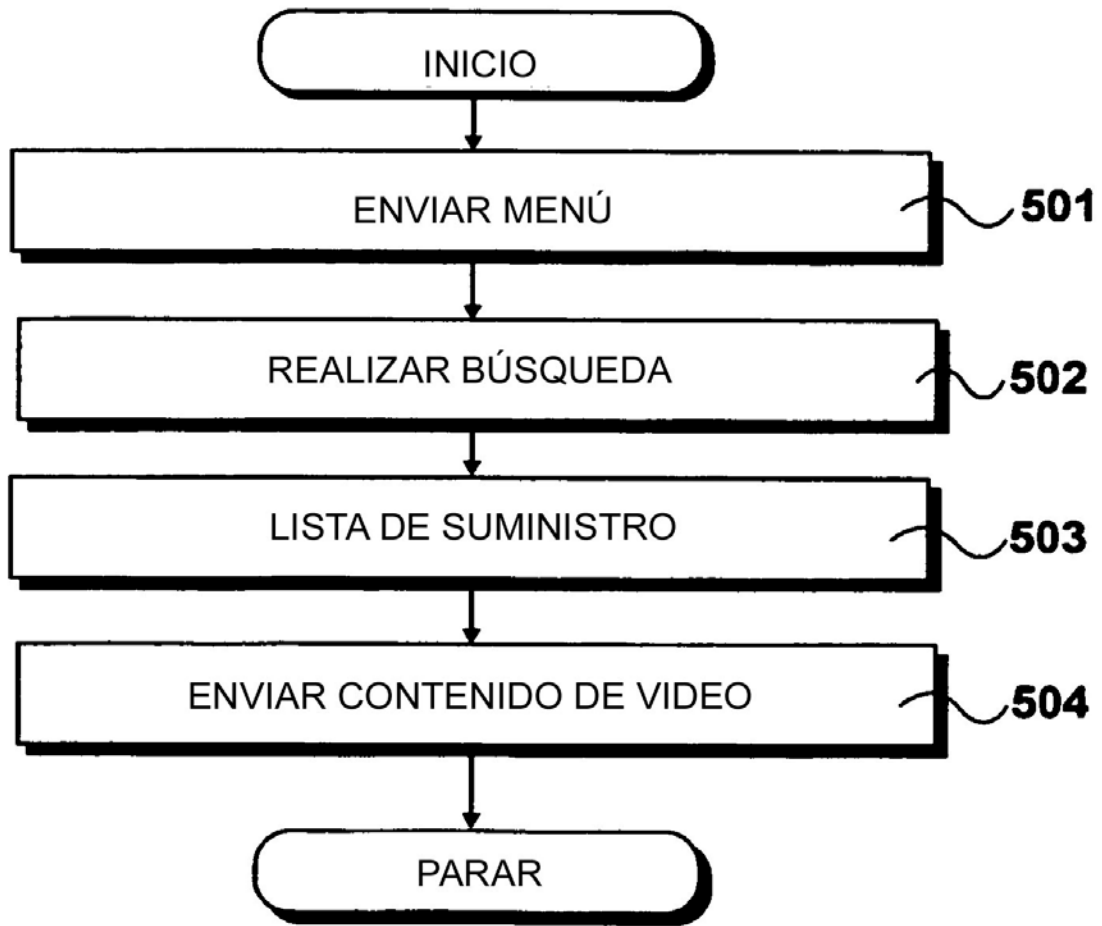 INICIO
ENVIAR MENÚ
501
REALIZAR BÚSQUEDA
502
LISTA DE SUMINISTRO
503
ENVIAR CONTENIDO DE VIDEO
504
PARAR